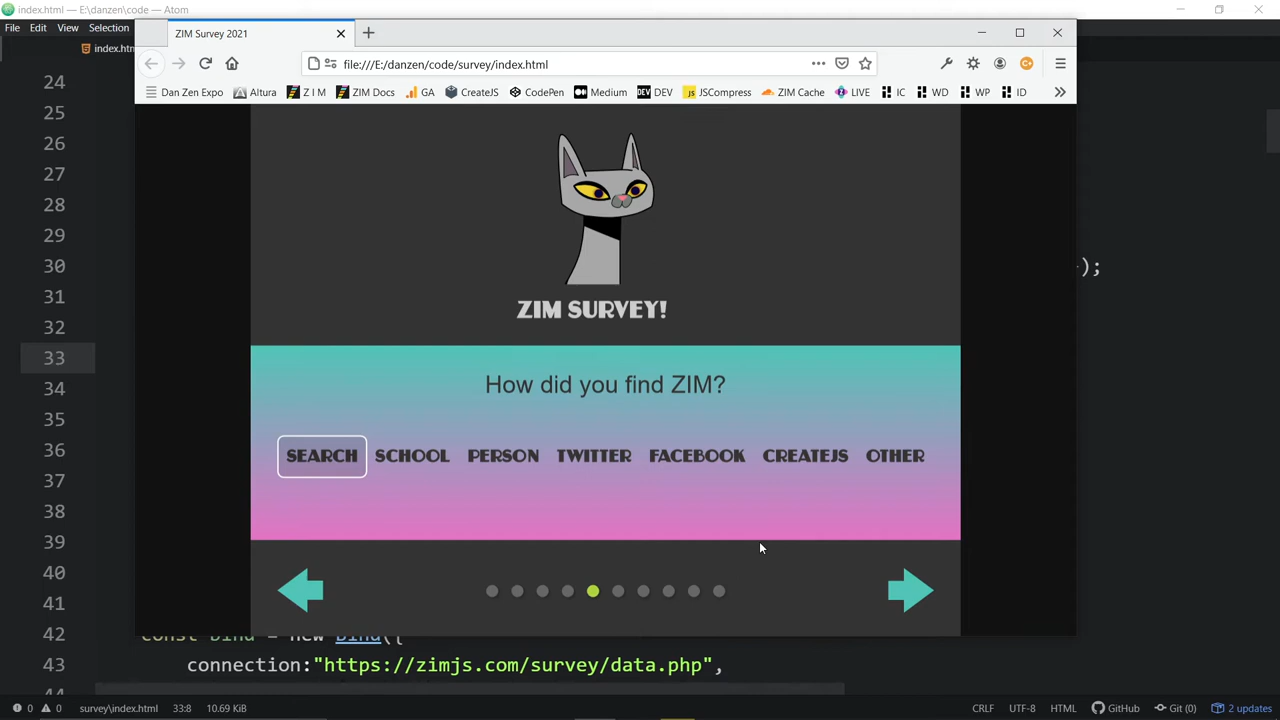 index.html — E:\danzen\code — Atom
File Edit View Selection
ZIM Survey 2021
index.htm
file:///E:/danzen/code/survey/index.html
Dan Zen Expo Altura Z I M ZIM Docs GA CreateJS CodePen Medium DEV JSCompress ZIM Cache LIVE IC WD WP ID
24
25
26
27
28
29
30 });
31
32
33
34
35
36
37
38
39
40
41
42 const bind = new Bind({
43 connection:"https://zimjs.com/survey/data.php",
44
ZIM SURVEY!
How did you find ZIM?
SEARCH SCHOOL PERSON TWITTER FACEBOOK CREATEJS OTHER
0 0 survey\index.html 33:8 10.69 KiB CRLF UTF-8 HTML GitHub Git (0) 2 updates